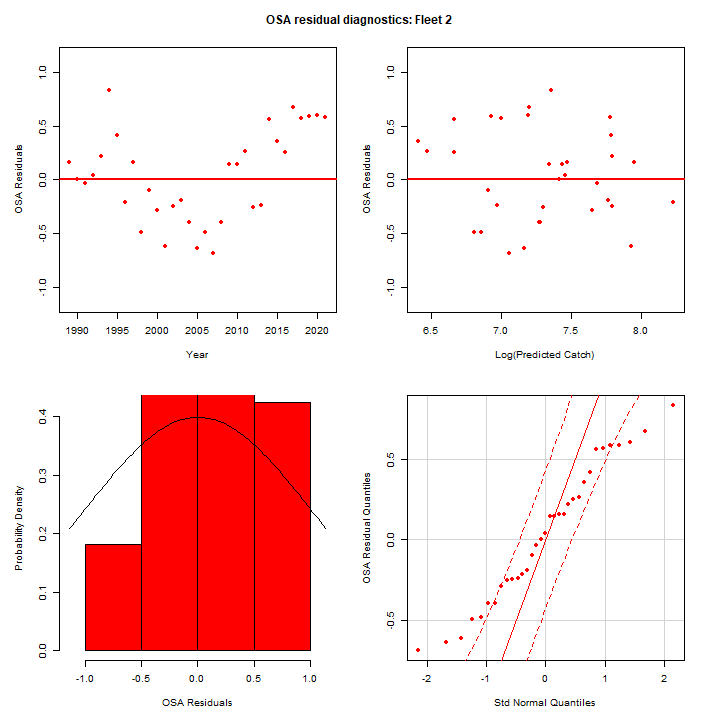 OSA residual diagnostics: Fleet 2
OSA Residuals
1.0
0.5
0.0
-0.5
-1.0
1990 1995 2000 2005 2010 2015 2020
Year
OSA Residuals
1.0
0.5
0.0
-0.5
-1.0
6.5 7.0 7.5 8.0
Log(Predicted Catch)
Probability Density
0.4
0.3
0.2
0.1
0.0
-1.0 -0.5 0.0 0.5 1.0
OSA Residuals
OSA Residual Quantiles
0.5
0.0
-0.5
-2 -1 0 1 2
Std Normal Quantiles